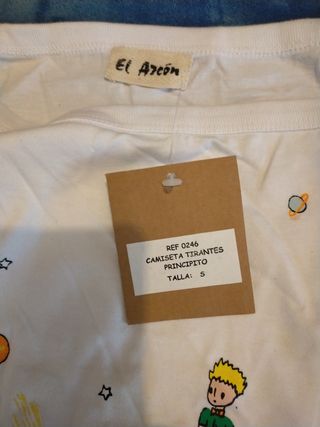 El Arcón
REF 0246
CAMISETA TIRANTES
PRINCIPITO
TALLA: S